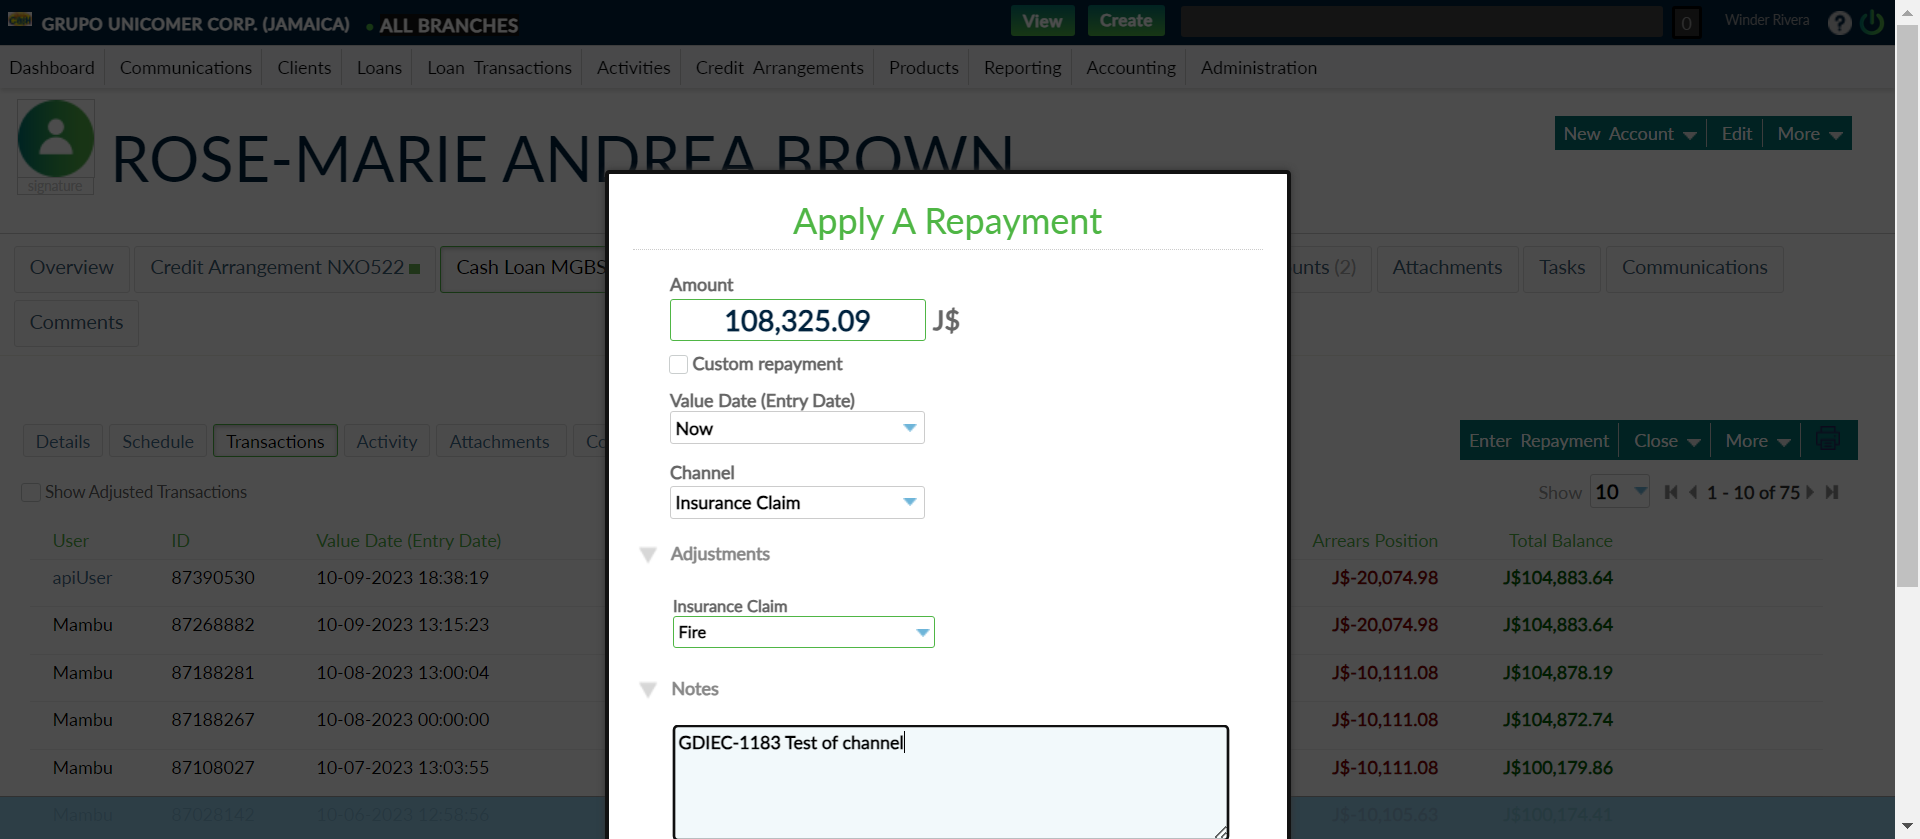 GRUPO UNICOMER CORP. (JAMAICA) • ALL BRANCHES View Create 0 Winder Rivera ?
Dashboard Communications Clients Loans Loan Transactions Activities Credit Arrangements Products Reporting Accounting Administration
signature
ROSE-MARIE ANDREA BROWN
New Account Edit More
Apply A Repayment
Overview Credit Arrangement NXO522 Cash Loan MGBS unts (2) Attachments Tasks Communications
Comments
Amount
108,325.09 J$
Custom repayment
Value Date (Entry Date)
Now
Details Schedule Transactions Activity Attachments Co
Enter Repayment Close More
Channel
Insurance Claim
Show Adjusted Transactions
Show 10 1 - 10 of 75
User ID Value Date (Entry Date) Arrears Position Total Balance
Adjustments
apiUser 87390530 10-09-2023 18:38:19 J$-20,074.98 J$104,883.64
Insurance Claim
Fire
Mambu 87268882 10-09-2023 13:15:23 J$-20,074.98 J$104,883.64
Mambu 87188281 10-08-2023 13:00:04 J$-10,111.08 J$104,878.19
Notes
Mambu 87188267 10-08-2023 00:00:00 J$-10,111.08 J$104,872.74
GDIEC-1183 Test of channel
Mambu 87108027 10-07-2023 13:03:55 J$-10,111.08 J$100,179.86
Mambu 87028142 10-06-2023 12:58:56 J$-10,105.63 J$100,174.41